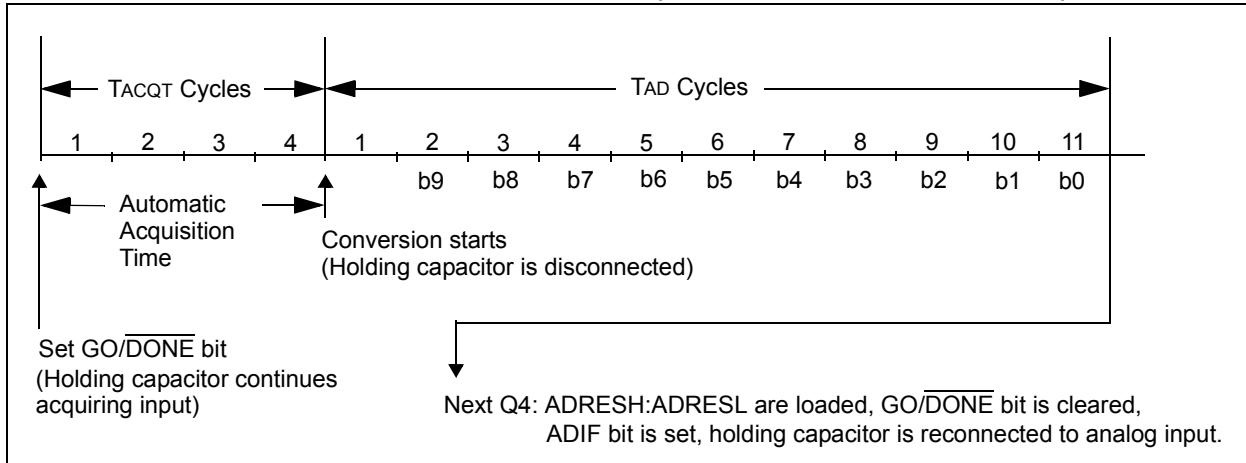 TACQT Cycles
TAD Cycles
1 2 3 4 1 2 3 4 5 6 7 8 9 10 11
b9 b8 b7 b6 b5 b4 b3 b2 b1 b0
Automatic
Acquisition
Time
Conversion starts
(Holding capacitor is disconnected)
Set GO/DONE bit
(Holding capacitor continues
acquiring input)
Next Q4: ADRESH:ADRESL are loaded, GO/DONE bit is cleared,
ADIF bit is set, holding capacitor is reconnected to analog input.